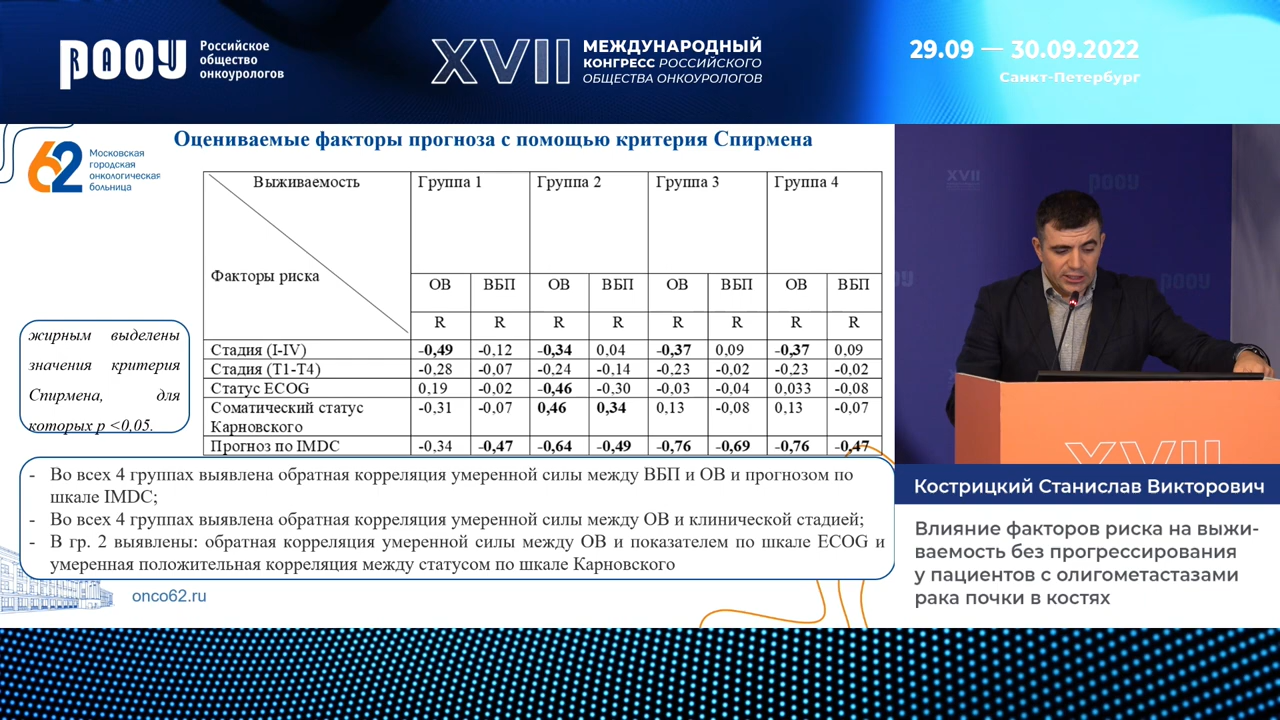 РАОУ
Российское
общество
онкоурологов
XVII
МЕЖДУНАРОДНЫЙ
КОНГРЕСС РОССИЙСКОГО
ОБЩЕСТВА ОНКОУРОЛОГОВ
29.09 — 30.09.2022
Санкт-Петербург
62
Московская
городская
онкологическая
больница
Оцениваемые факторы прогноза с помощью критерия Спирмена
Выживаемость Группа 1 Группа 2 Группа 3 Группа 4
Факторы риска
ОВ ВБП ОВ ВБП ОВ ВБП ОВ ВБП
R R R R R R R R
Стадия (I-IV) -0,49 -0,12 -0,34 0,04 -0,37 0,09 -0,37 0,09
Стадия (Т1-Т4) -0,28 -0,07 -0,24 -0,14 -0,23 -0,02 -0,23 -0,02
Статус ECOG 0,19 -0,02 -0,46 -0,30 -0,03 -0,04 0,033 -0,08
Соматический статус -0,31 -0,07 0,46 0,34 0,13 -0,08 0,13 -0,07
Карновского
Прогноз по IMDC -0,34 -0,47 -0,64 -0,49 -0,76 -0,69 -0,76 -0,47
жирным выделены
значения критерия
Спирмена, для
которых р <0,05.
- Во всех 4 группах выявлена обратная корреляция умеренной силы между ВБП и ОВ и прогнозом по
шкале IMDC;
- Во всех 4 группах выявлена обратная корреляция умеренной силы между ОВ и клинической стадией;
- В гр. 2 выявлены: обратная корреляция умеренной силы между ОВ и показателем по шкале ECOG и
умеренная положительная корреляция между статусом по шкале Карновского
onco62.ru
XVII
РООУ
РООУ
XVII
Кострицкий Станислав Викторович
Влияние факторов риска на выжи-
ваемость без прогрессирования
у пациентов с олигометастазами
рака почки в костях